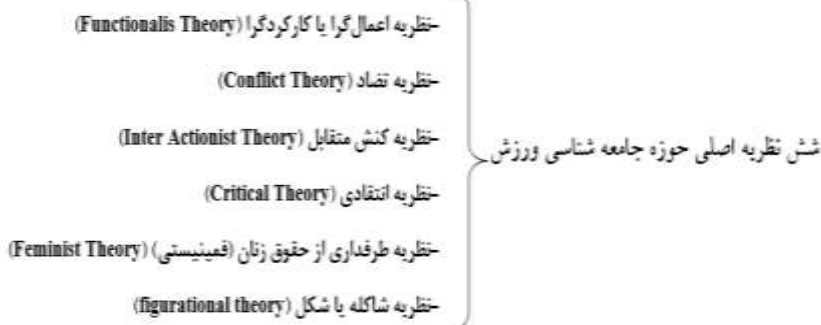 شش نظریه اصلی حوزه جامعه شناسی ورزش
-نظریه اعمال‌گرا یا کارکردگرا (Functionalis Theory)
-نظریه تضاد (Conflict Theory)
-نظریه کنش متقابل (Inter Actionist Theory)
-نظریه انتقادی (Critical Theory)
-نظریه طرفداری از حقوق زنان (فمینیستی) (Feminist Theory)
-نظریه شاکله یا شکل (figurational theory)